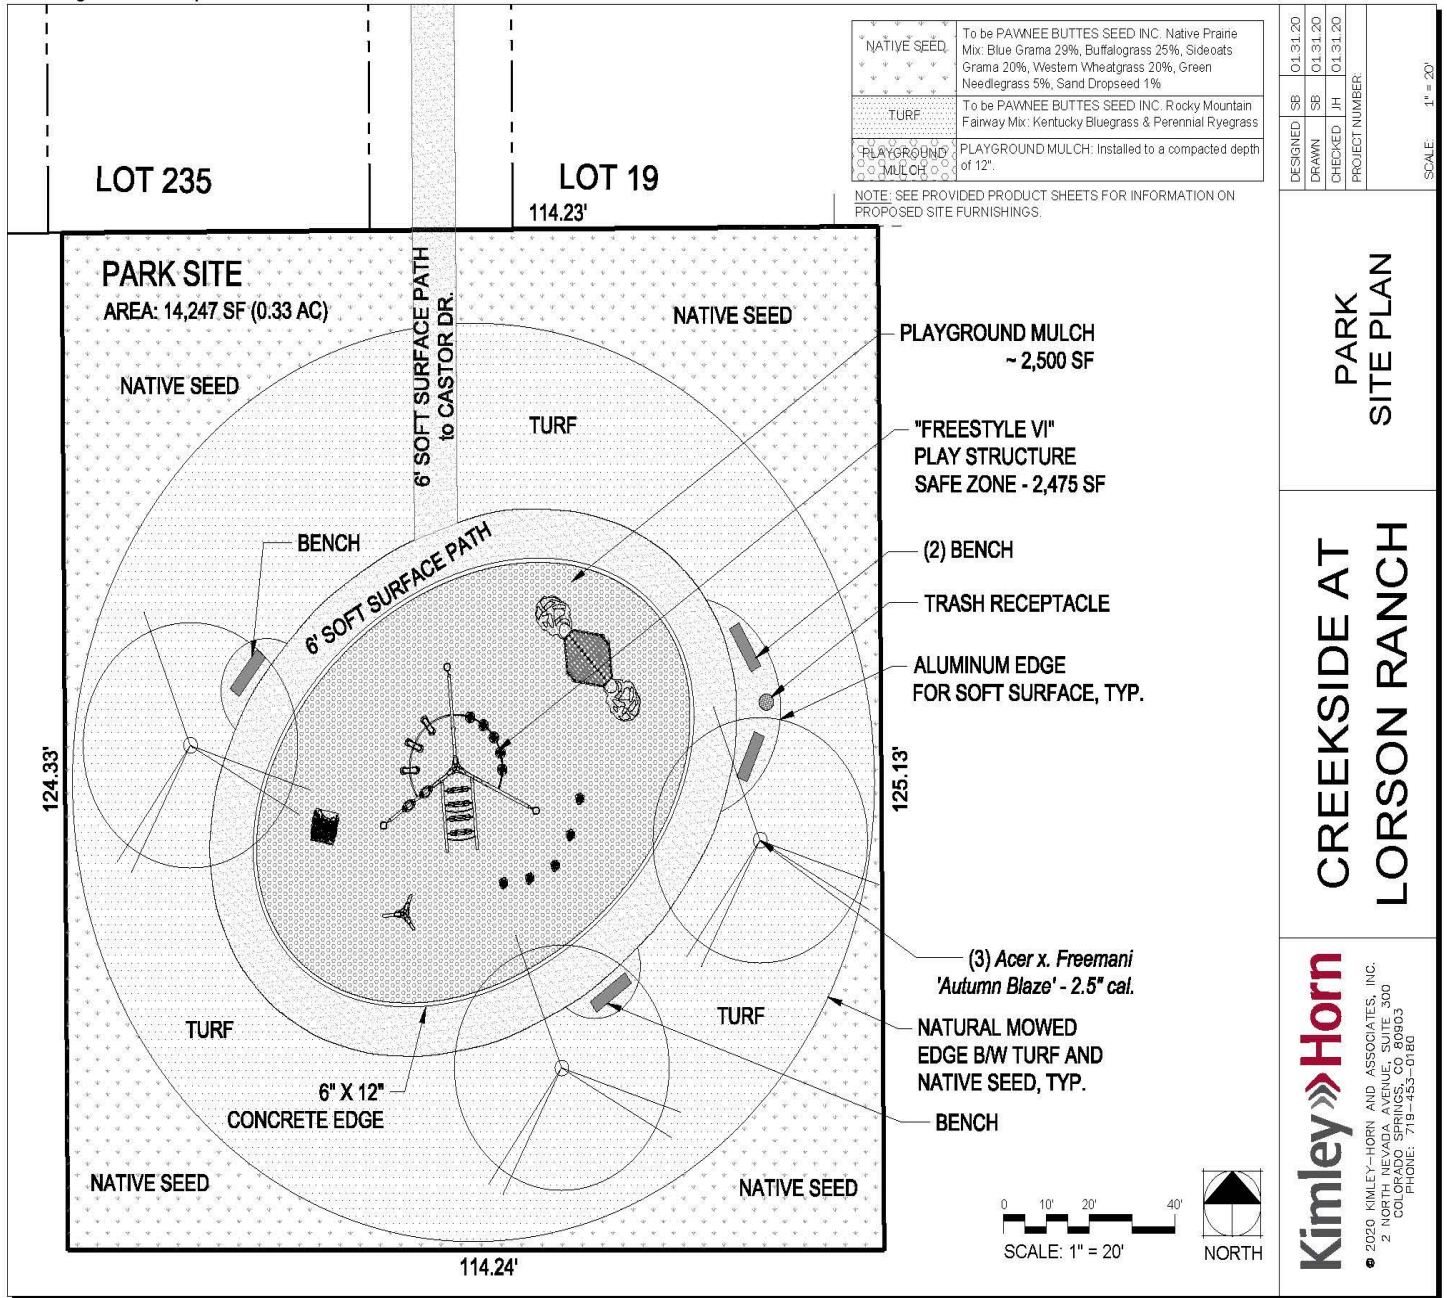 NATIVE SEED
To be PAWNEE BUTTES SEED INC. Native Prairie
Mix: Blue Grama 29%, Buffalograss 25%, Sideoats
Grama 20%, Western Wheatgrass 20%, Green
Needlegrass 5%, Sand Dropseed 1%
TURF
To be PAWNEE BUTTES SEED INC. Rocky Mountain
Fairway Mix: Kentucky Bluegrass & Perennial Ryegrass
PLAYGROUND
MULCH
PLAYGROUND MULCH: Installed to a compacted depth
of 12".
NOTE: SEE PROVIDED PRODUCT SHEETS FOR INFORMATION ON
PROPOSED SITE FURNISHINGS.
LOT 235
LOT 19
114.23'
PARK SITE
AREA: 14,247 SF (0.33 AC)
6' SOFT SURFACE PATH
to CASTOR DR.
NATIVE SEED
NATIVE SEED
TURF
BENCH
6' SOFT SURFACE PATH
PLAYGROUND MULCH
~ 2,500 SF
"FREESTYLE VI"
PLAY STRUCTURE
SAFE ZONE - 2,475 SF
(2) BENCH
TRASH RECEPTACLE
ALUMINUM EDGE
FOR SOFT SURFACE, TYP.
124.33'
125.13'
(3) Acer x. Freemani
'Autumn Blaze' - 2.5" cal.
TURF
TURF
NATURAL MOWED
EDGE B/W TURF AND
NATIVE SEED, TYP.
6" X 12"
CONCRETE EDGE
BENCH
NATIVE SEED
NATIVE SEED
114.24'
0 10' 20' 40'
SCALE: 1" = 20'
NORTH
DESIGNED SB 01.31.20
DRAWN SB 01.31.20
CHECKED JH 01.31.20
PROJECT NUMBER:
SCALE: 1" = 20'
PARK
SITE PLAN
CREEKSIDE AT
LORSON RANCH
Kimley»Horn
© 2020 KIMLEY-HORN AND ASSOCIATES, INC.
2 NORTH NEVADA AVENUE, SUITE 300
COLORADO SPRINGS, CO 80903
PHONE: 719-453-0180